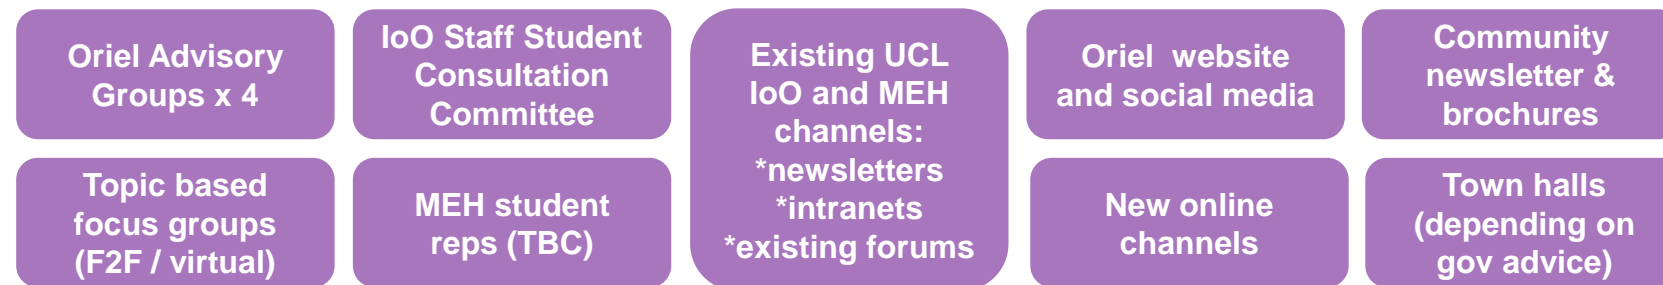 Oriel Advisory
Groups x 4
IoO Staff Student
Consultation
Committee
Existing UCL
IoO and MEH
channels:
*newsletters
*intranets
*existing forums
Oriel website
and social media
Community
newsletter &
brochures
Topic based
focus groups
(F2F / virtual)
MEH student
reps (TBC)
New online
channels
Town halls
(depending on
gov advice)